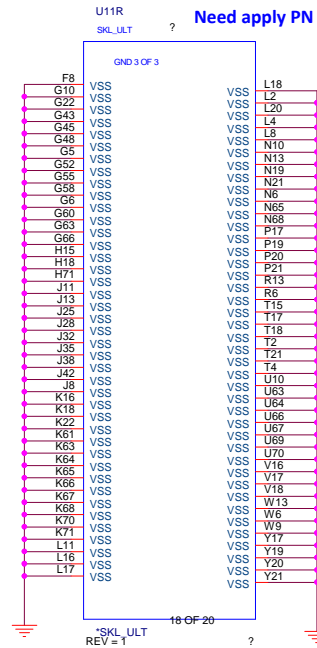 U11R
Need apply PN
SKL_ULT
?
GND 3 OF 3
F8 VSS
G10 VSS
G22 VSS
G43 VSS
G45 VSS
G48 VSS
G5 VSS
G52 VSS
G55 VSS
G58 VSS
G6 VSS
G60 VSS
G63 VSS
G66 VSS
H15 VSS
H18 VSS
H71 VSS
J11 VSS
J13 VSS
J25 VSS
J28 VSS
J32 VSS
J35 VSS
J38 VSS
J42 VSS
J8 VSS
K16 VSS
K18 VSS
K22 VSS
K61 VSS
K63 VSS
K64 VSS
K65 VSS
K66 VSS
K67 VSS
K68 VSS
K70 VSS
K71 VSS
L11 VSS
L16 VSS
L17 VSS
VSS L18
VSS L2
VSS L20
VSS L4
VSS L8
VSS N10
VSS N13
VSS N19
VSS N21
VSS N6
VSS N65
VSS N68
VSS P17
VSS P19
VSS P20
VSS P21
VSS R13
VSS R6
VSS T15
VSS T17
VSS T18
VSS T2
VSS T21
VSS T4
VSS U10
VSS U63
VSS U64
VSS U66
VSS U67
VSS U69
VSS U70
VSS V16
VSS V17
VSS V18
VSS W13
VSS W6
VSS W9
VSS Y17
VSS Y19
VSS Y20
VSS Y21
18 OF 20
*SKL_ULT
REV = 1
?